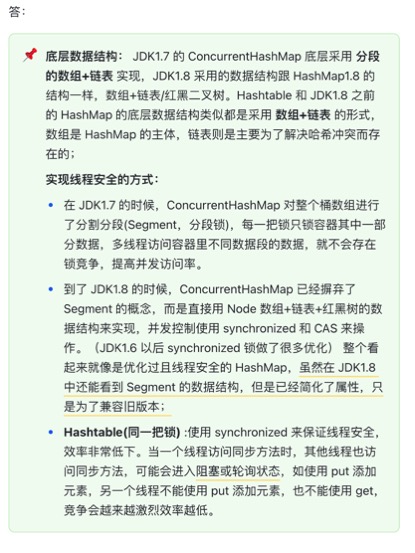 答：
底层数据结构： JDK1.7 的 ConcurrentHashMap 底层采用 分段
的数组+链表 实现，JDK1.8 采用的数据结构跟 HashMap1.8 的
结构一样，数组+链表/红黑二叉树。Hashtable 和 JDK1.8 之前
的 HashMap 的底层数据结构类似都是采用 数组+链表 的形式，
数组是 HashMap 的主体，链表则是主要为了解决哈希冲突而存
在的；
实现线程安全的方式：
在 JDK1.7 的时候，ConcurrentHashMap 对整个桶数组进行
了分割分段(Segment，分段锁)，每一把锁只锁容器其中一部
分数据，多线程访问容器里不同数据段的数据，就不会存在
锁竞争，提高并发访问率。
到了 JDK1.8 的时候，ConcurrentHashMap 已经摒弃了
Segment 的概念，而是直接用 Node 数组+链表+红黑树的数
据结构来实现，并发控制使用 synchronized 和 CAS 来操
作。（JDK1.6 以后 synchronized 锁做了很多优化） 整个看
起来就像是优化过且线程安全的 HashMap，虽然在 JDK1.8
中还能看到 Segment 的数据结构，但是已经简化了属性，只
是为了兼容旧版本；
Hashtable(同一把锁) :使用 synchronized 来保证线程安全，
效率非常低下。当一个线程访问同步方法时，其他线程也访
问同步方法，可能会进入阻塞或轮询状态，如使用 put 添加
元素，另一个线程不能使用 put 添加元素，也不能使用 get，
竞争会越来越激烈效率越低。